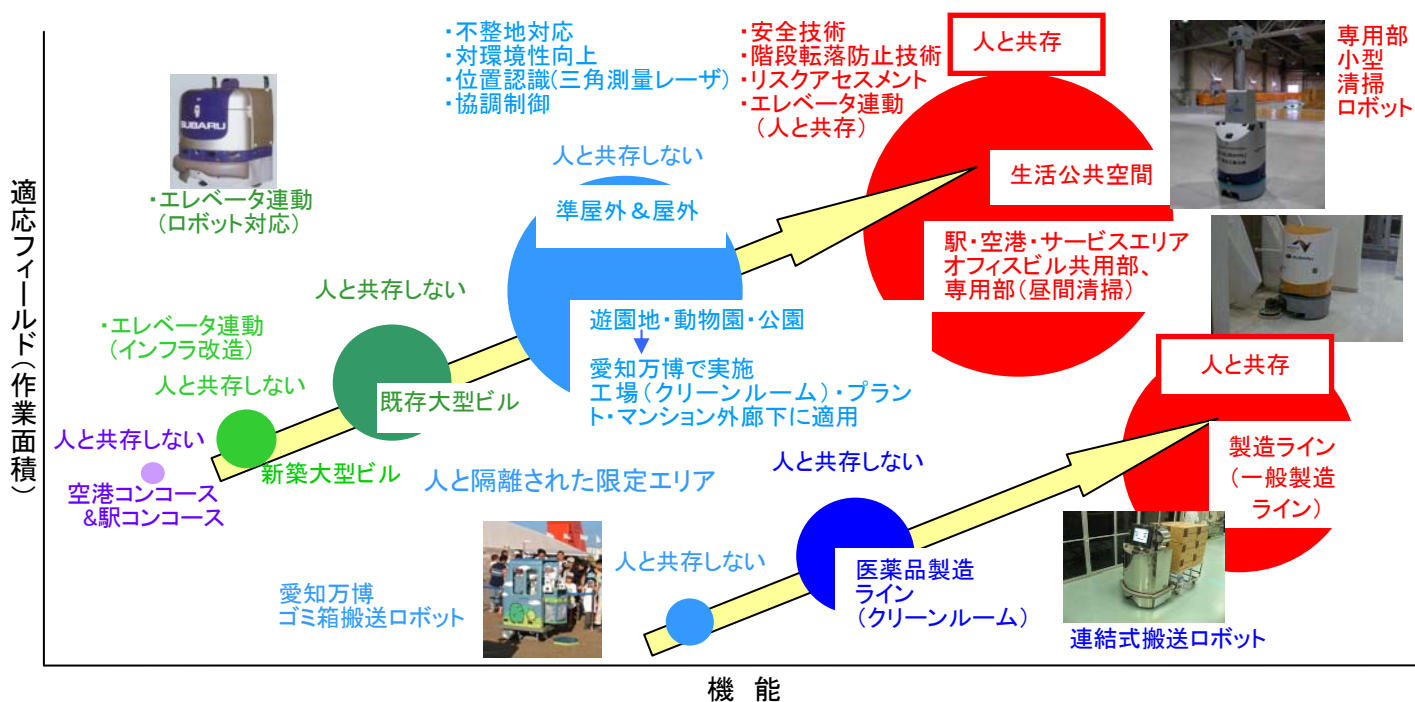 ・不整地対応
・対環境性向上
・位置認識(三角測量レーザ)
・協調制御
・安全技術
・階段転落防止技術
・リスクアセスメント
・エレベータ連動
(人と共存)
人と共存
専用部
小型
清掃
ロボット
SUBARU
・エレベータ連動
(ロボット対応)
人と共存しない
準屋外&屋外
生活公共空間
駅・空港・サービスエリア
オフィスビル共用部、
専用部(昼間清掃)
人と共存しない
遊園地・動物園・公園
愛知万博で実施
工場(クリーンルーム)・プラン
ト・マンション外廊下に適用
・エレベータ連動
(インフラ改造)
人と共存しない
既存大型ビル
人と共存しない
新築大型ビル
空港コンコース
&駅コンコース
人と隔離された限定エリア
人と共存
製造ライン
(一般製造
ライン)
人と共存しない
人と共存しない
医薬品製造
ライン
(クリーンルーム)
愛知万博
ゴミ箱搬送ロボット
連結式搬送ロボット
適応フィールド(作業面積)
機 能